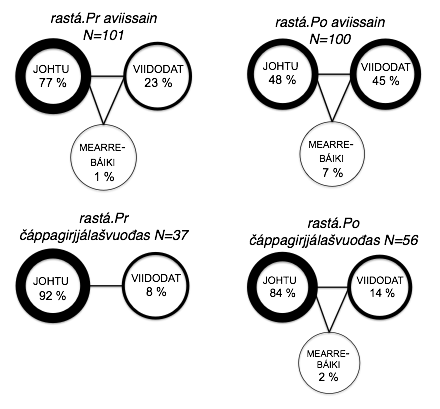 rastá.Pr aviissain
N=101
JOHTU
77 %
VIIDODAT
23 %
MEARRE-
BÁIKI
1 %
rastá.Po aviissain
N=100
JOHTU
48 %
VIIDODAT
45 %
MEARRE-
BÁIKI
7 %
rastá.Pr
čáppagirjjálašvuođas N=37
JOHTU
92 %
VIIDODAT
8 %
rastá.Po
čáppagirjjálašvuođas N=56
JOHTU
84 %
VIIDODAT
14 %
MEARRE-
BÁIKI
2 %